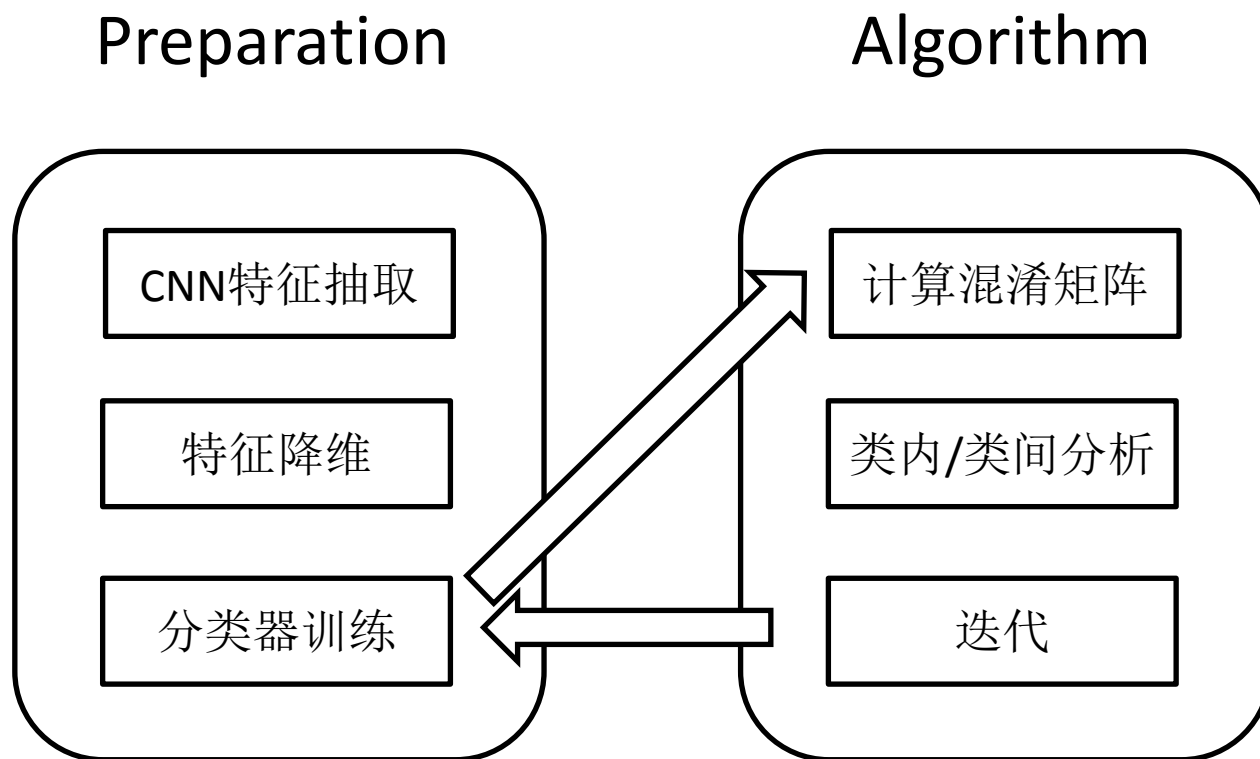 Preparation
Algorithm
CNN特征抽取
特征降维
分类器训练
计算混淆矩阵
类内/类间分析
迭代